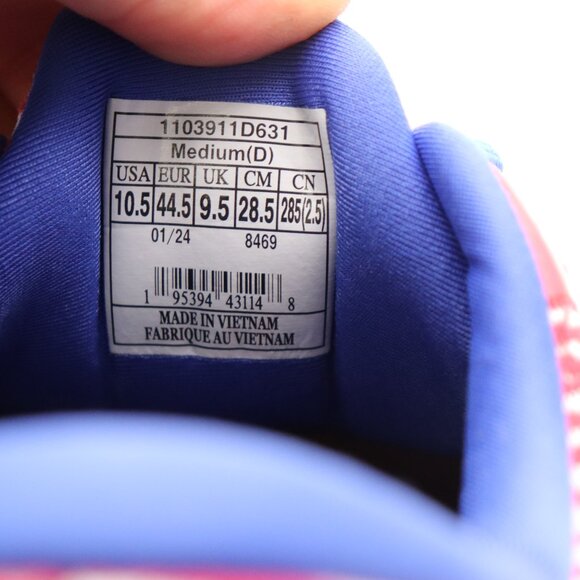 1103911D631
Medium(D)
USA EUR UK CM CN
10.5 44.5 9.5 28.5 285(2.5)
01/24 8469
1 95394 43114 8
MADE IN VIETNAM
FABRIQUE AU VIETNAM